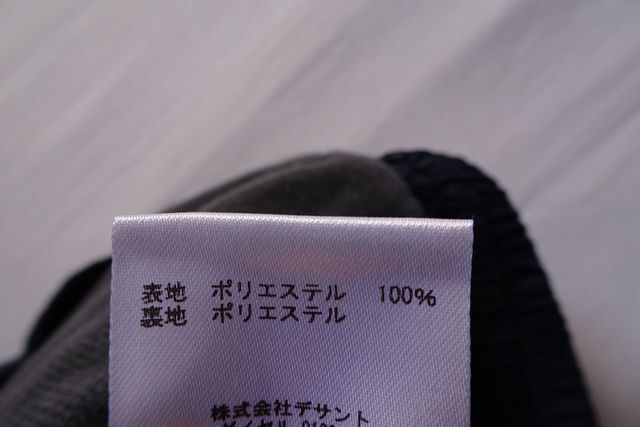 表地 ポリエステル 100%
裏地 ポリエステル
株式会社デサント